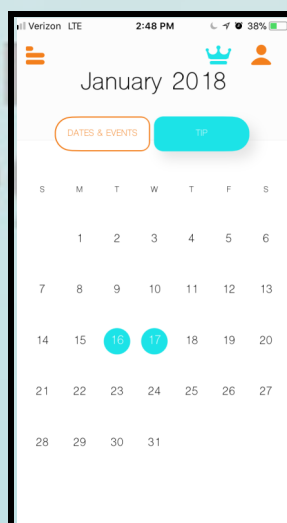 Verizon LTE 2:48 PM 38%
January 2018
DATES & EVENTS TIP
S M T W T F S
1 2 3 4 5 6
7 8 9 10 11 12 13
14 15 16 17 18 19 20
21 22 23 24 25 26 27
28 29 30 31